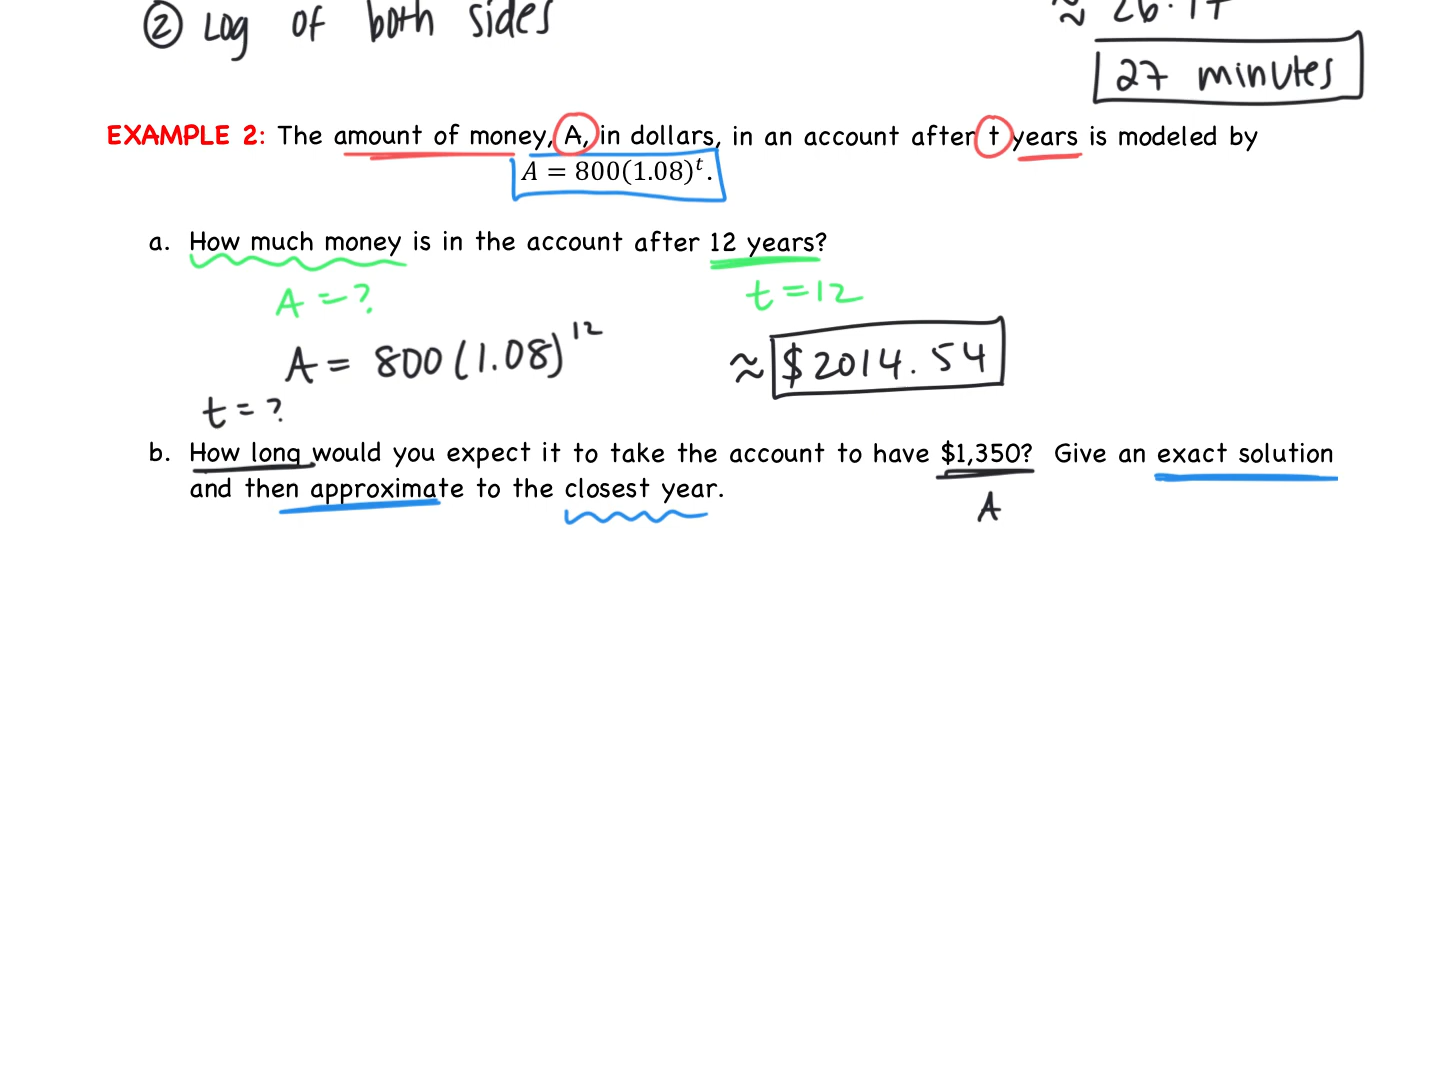 ② Log of both sides
≈ 26.17
27 minutes
EXAMPLE 2: The amount of money, A, in dollars, in an account after t years is modeled by
A = 800(1.08)ᵗ.
a. How much money is in the account after 12 years?
A = ?
t = 12
A = 800(1.08)¹²
≈ $2014.54
t = ?
b. How long would you expect it to take the account to have $1,350? Give an exact solution
and then approximate to the closest year.
A